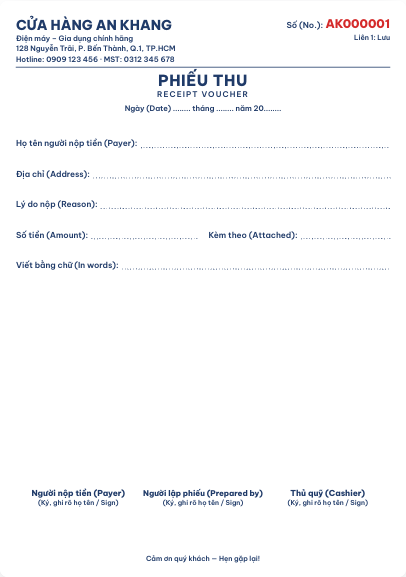 CỬA HÀNG AN KHANG
Điện máy – Gia dụng chính hãng
128 Nguyễn Trãi, P. Bến Thành, Q.1, TP.HCM
Hotline: 0909 123 456 · MST: 0312 345 678
Số (No.): AK000001
Liên 1: Lưu
PHIẾU THU
RECEIPT VOUCHER
Ngày (Date) ........ tháng ........ năm 20........
Họ tên người nộp tiền (Payer):
Địa chỉ (Address):
Lý do nộp (Reason):
Số tiền (Amount): Kèm theo (Attached):
Viết bằng chữ (In words):
Người nộp tiền (Payer) Người lập phiếu (Prepared by) Thủ quỹ (Cashier)
(Ký, ghi rõ họ tên / Sign) (Ký, ghi rõ họ tên / Sign) (Ký, ghi rõ họ tên / Sign)
Cảm ơn quý khách — Hẹn gặp lại!